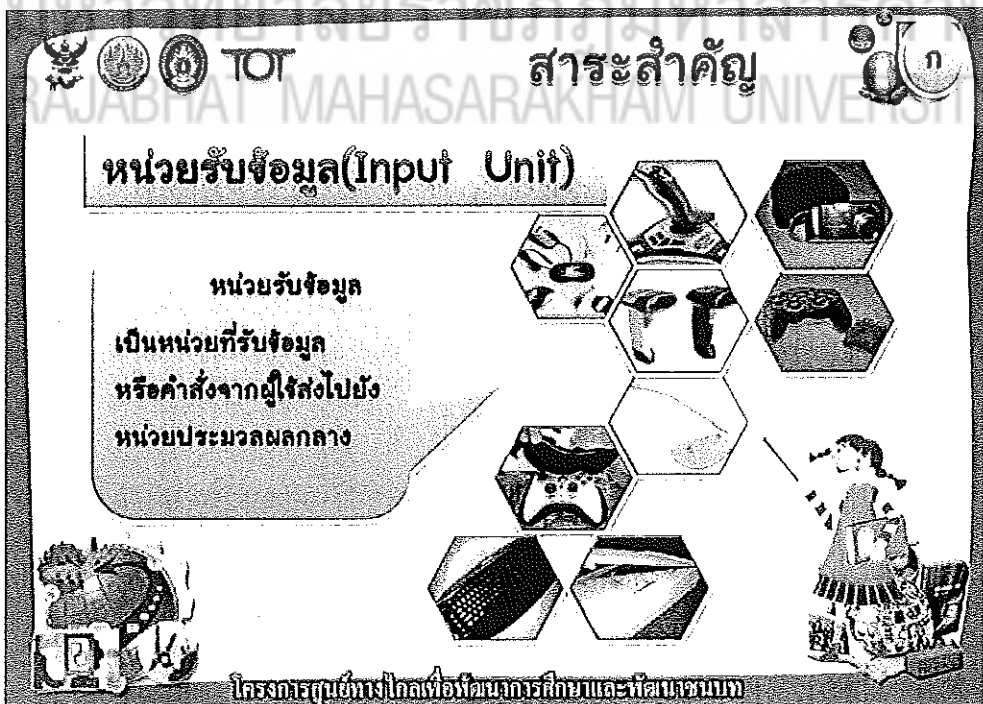 TOT
สาระสำคัญ
ก
RAJABHAT MAHASARAKHAM UNIVERSIT
หน่วยรับข้อมูล(Input Unit)
หน่วยรับข้อมูล
เป็นหน่วยที่รับข้อมูล
หรือคำสั่งจากผู้ใช้ส่งไปยัง
หน่วยประมวลผลกลาง
โครงการศูนย์ทางไกลเพื่อพัฒนาการศึกษาและพัฒนาชนบท